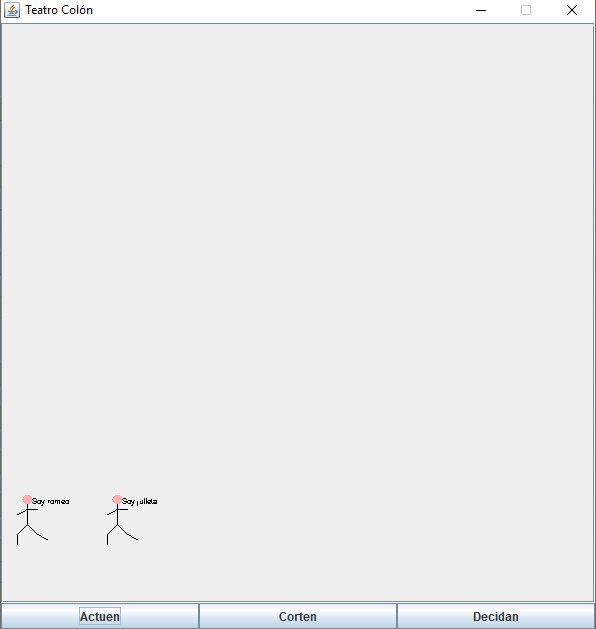 Teatro Colón
Soy romeo
Soy julieta
Actuen
Corten
Decidan